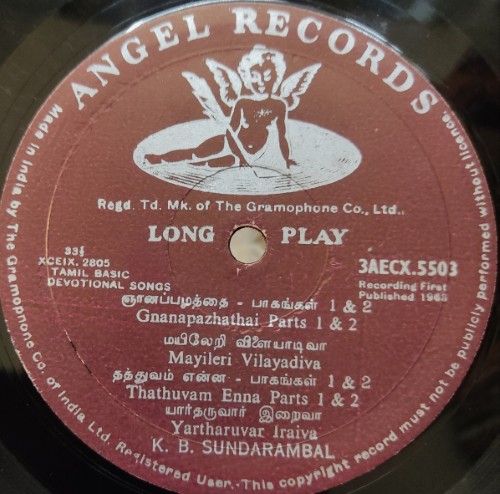 ANGEL RECORDS
Regd. Td. Mk. of The Gramophone Co., Ltd.,
LONG PLAY
33⅓
XCEIX. 2805
TAMIL BASIC
DEVOTIONAL SONGS
3AECX.5503
Recording First
Published 1963
ஞானப்பழத்தை - பாகங்கள் 1 & 2
Gnanapazhathai Parts 1 & 2
மயிலேறி விளையாடிவா
Mayileri Vilayadiva
தத்துவம் என்ன - பாகங்கள் 1 & 2
Thathuvam Enna Parts 1 & 2
யார்தருவார் இறைவா
Yartharuvar Iraiva
K. B. SUNDARAMBAL
Made in India by The Gramophone Co. of India Ltd. Registered User.-This copyright record must not be publicly performed without licence.